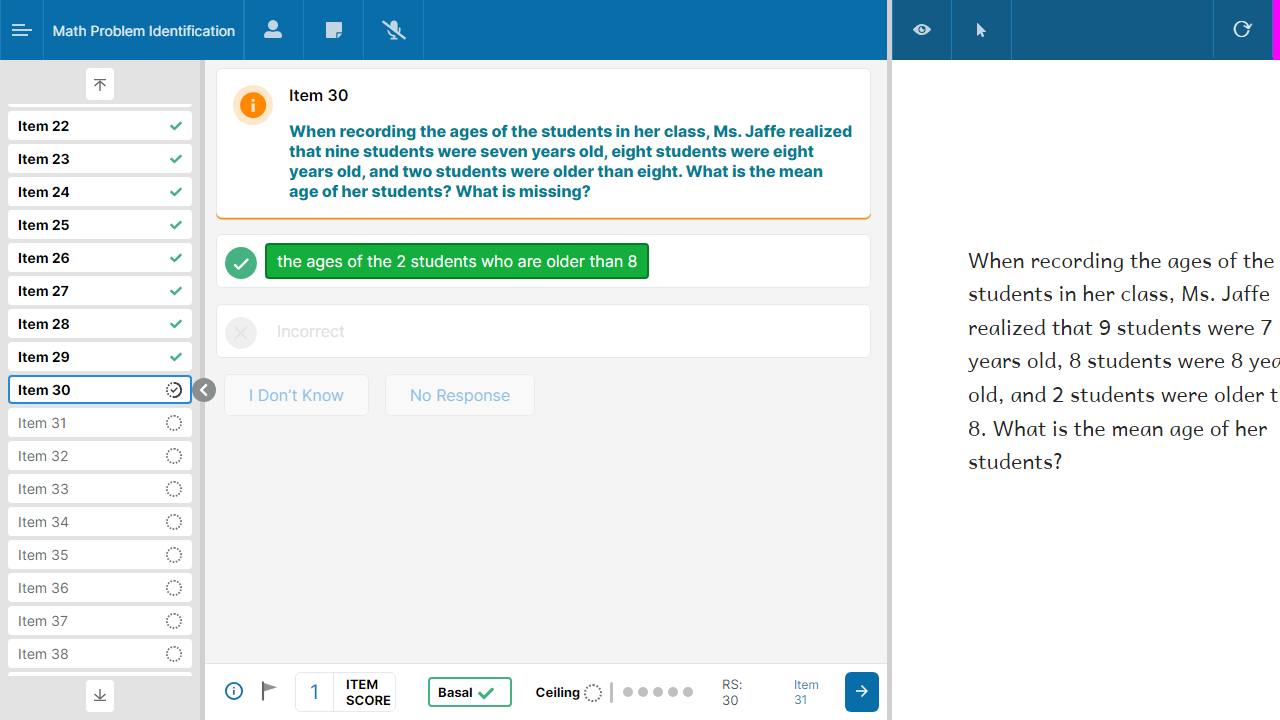 Math Problem Identification
Item 22
Item 23
Item 24
Item 25
Item 26
Item 27
Item 28
Item 29
Item 30
Item 31
Item 32
Item 33
Item 34
Item 35
Item 36
Item 37
Item 38
Item 30
When recording the ages of the students in her class, Ms. Jaffe realized
that nine students were seven years old, eight students were eight
years old, and two students were older than eight. What is the mean
age of her students? What is missing?
the ages of the 2 students who are older than 8
Incorrect
I Don't Know
No Response
1
ITEM
SCORE
Basal
Ceiling
RS:
30
Item
31
When recording the ages of the
students in her class, Ms. Jaffe
realized that 9 students were 7
years old, 8 students were 8
old, and 2 students were older
8. What is the mean age of her
students?